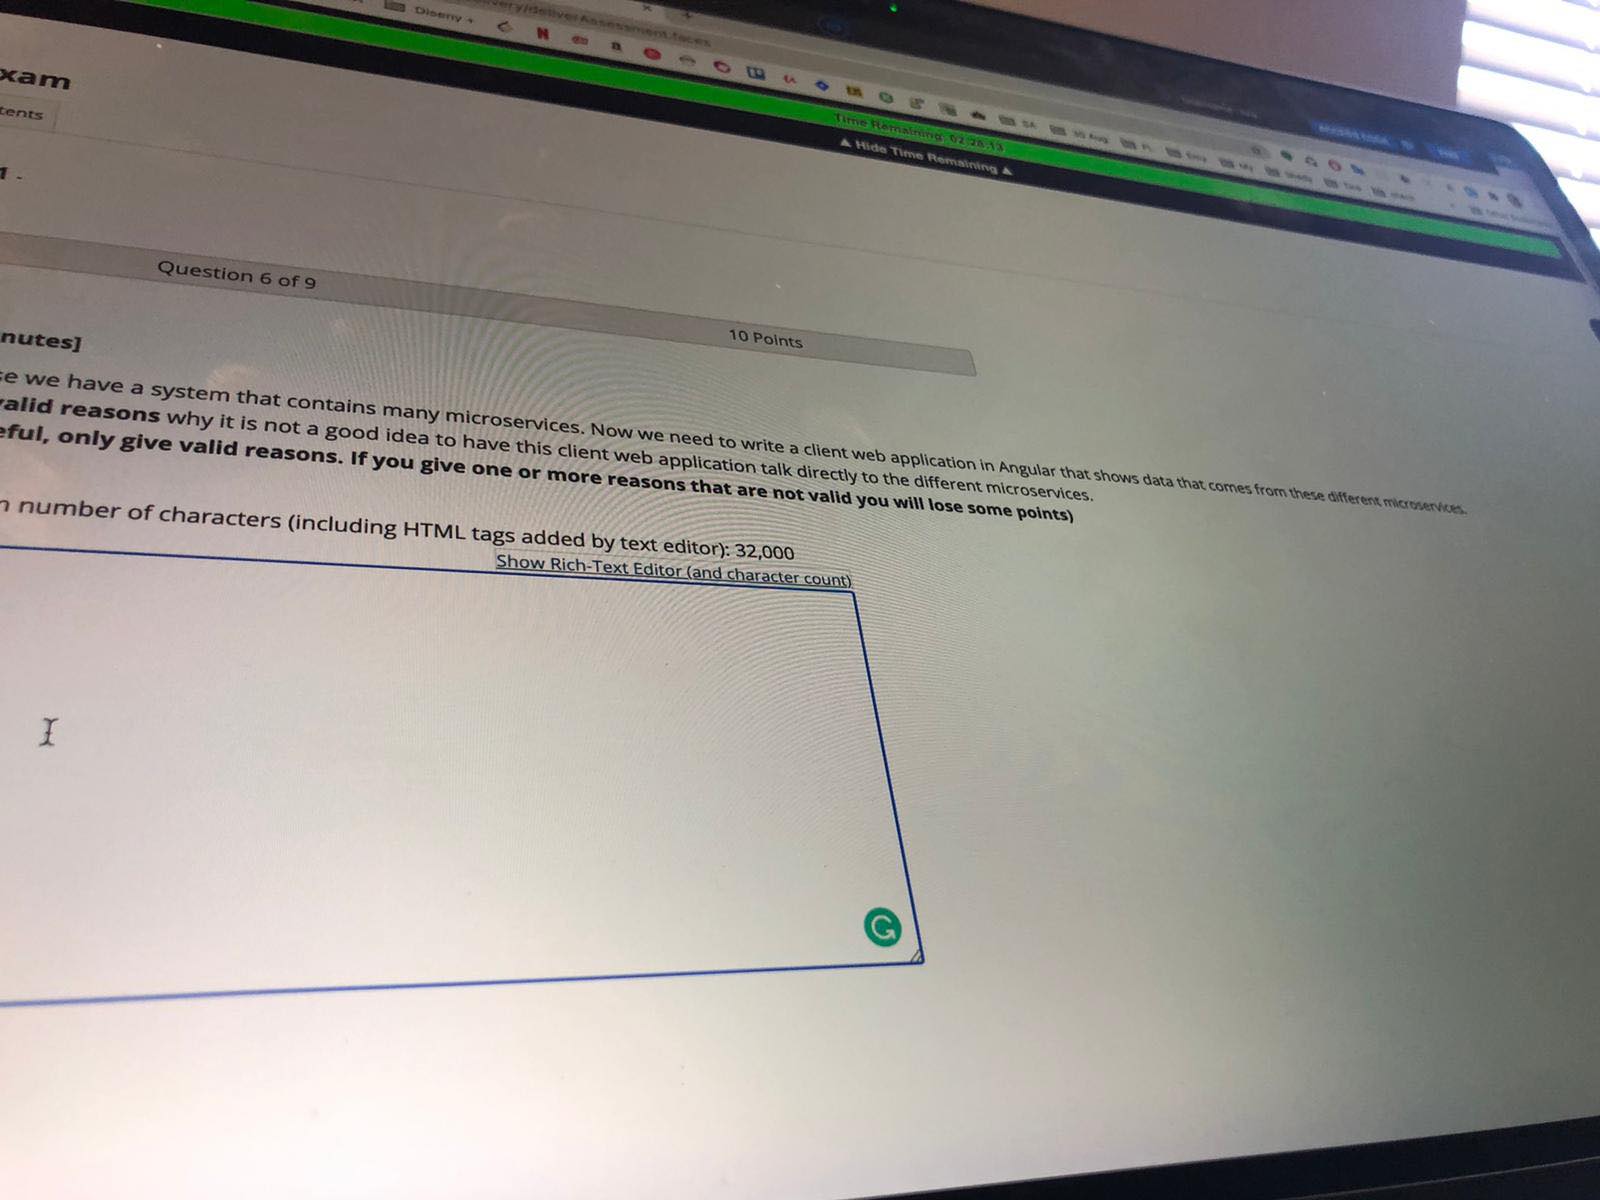 Diseny +
very/deliverAssessment.faces
Time Remaining: 02:28:13
▲ Hide Time Remaining ▲
xam
tents
1 -
Question 6 of 9
10 Points
nutes]
se we have a system that contains many microservices. Now we need to write a client web application in Angular that shows data that comes from these different microservices.
valid reasons why it is not a good idea to have this client web application talk directly to the different microservices.
eful, only give valid reasons. If you give one or more reasons that are not valid you will lose some points)
n number of characters (including HTML tags added by text editor): 32,000
Show Rich-Text Editor (and character count)